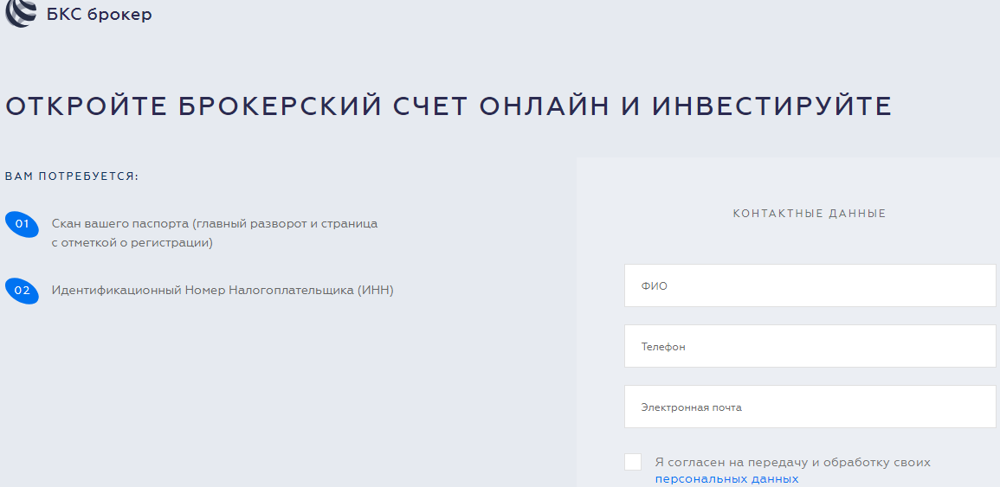 БКС брокер
ОТКРОЙТЕ БРОКЕРСКИЙ СЧЕТ ОНЛАЙН И ИНВЕСТИРУЙТЕ
ВАМ ПОТРЕБУЕТСЯ:
01
Скан вашего паспорта (главный разворот и страница
с отметкой о регистрации)
02
Идентификационный Номер Налогоплательщика (ИНН)
КОНТАКТНЫЕ ДАННЫЕ
ФИО
Телефон
Электронная почта
Я согласен на передачу и обработку своих
персональных данных